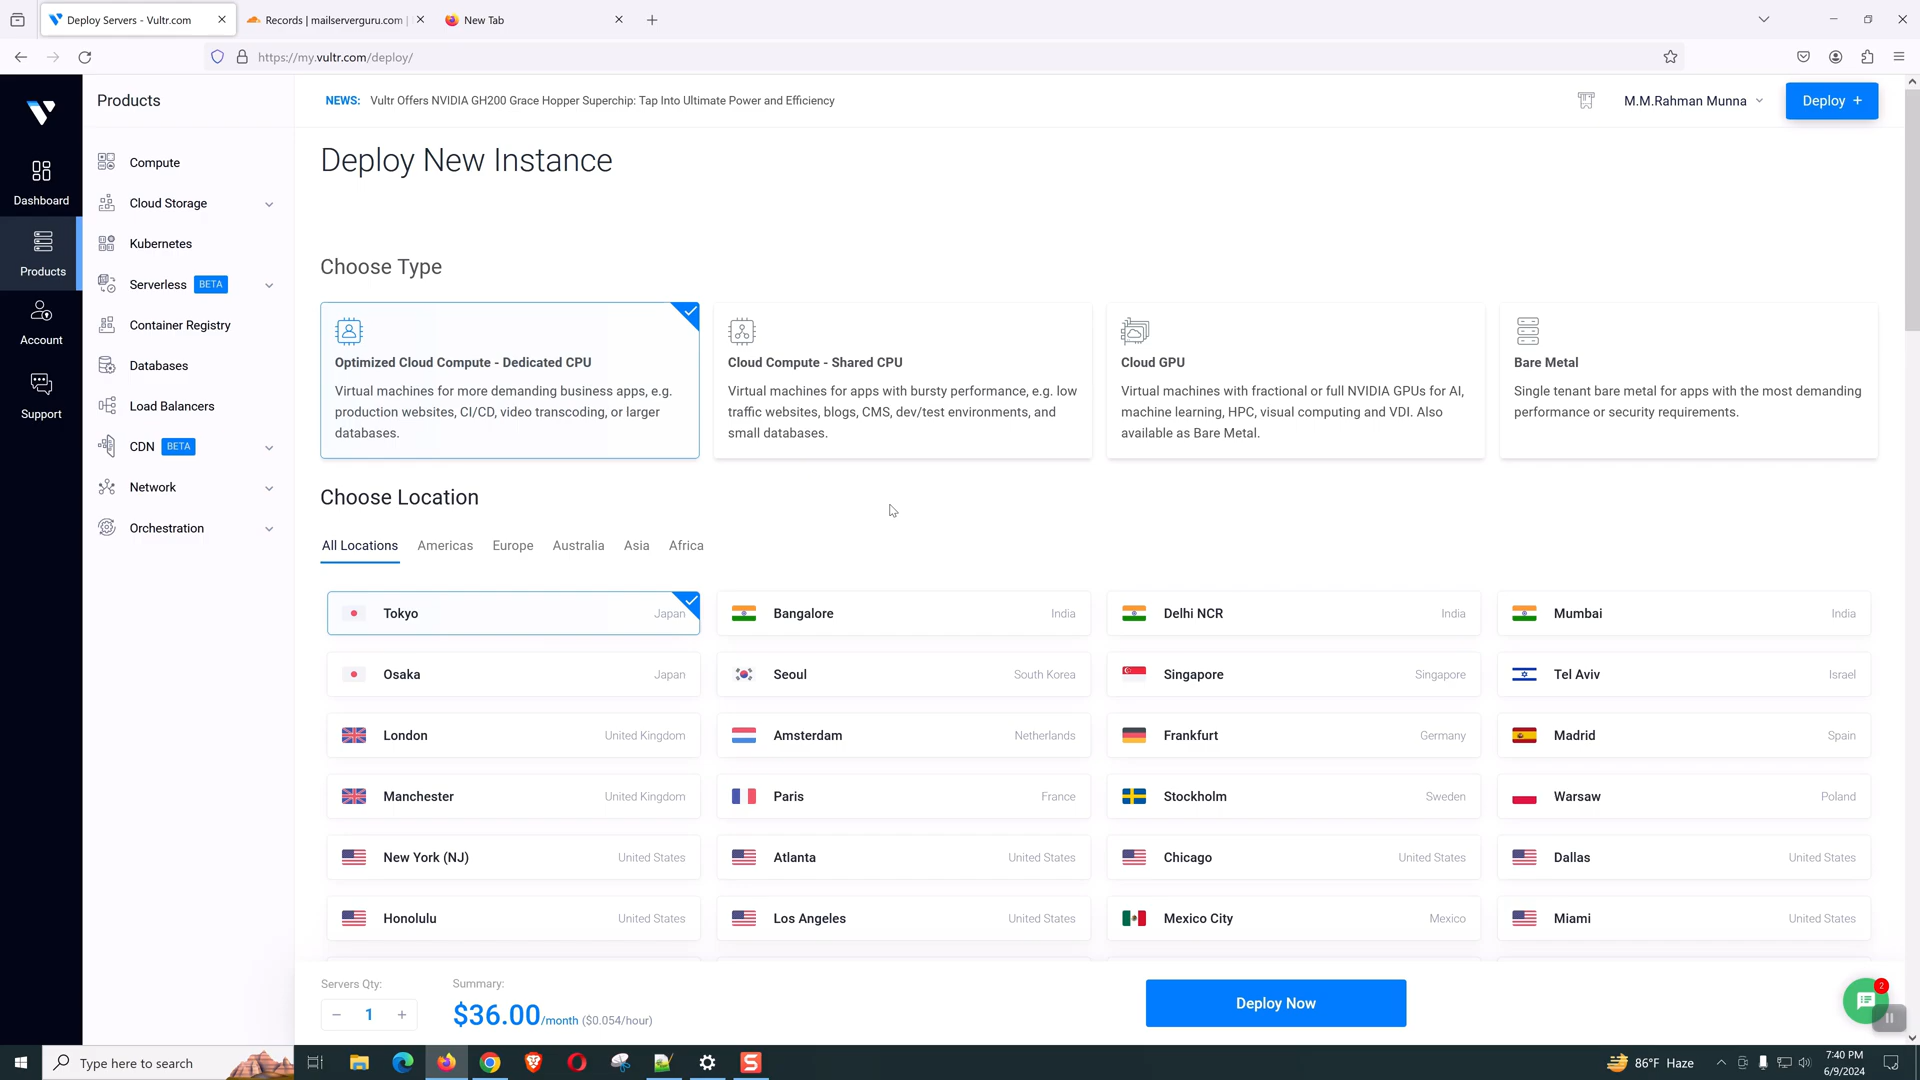 Deploy Servers - Vultr.com
Records | mailserverguru.com |
New Tab
https://my.vultr.com/deploy/
Dashboard
Products
Account
Support
Products
Compute
Cloud Storage
Kubernetes
Serverless BETA
Container Registry
Databases
Load Balancers
CDN BETA
Network
Orchestration
NEWS: Vultr Offers NVIDIA GH200 Grace Hopper Superchip: Tap Into Ultimate Power and Efficiency
M.M.Rahman Munna
Deploy +
Deploy New Instance
Choose Type
Optimized Cloud Compute - Dedicated CPU
Virtual machines for more demanding business apps, e.g.
production websites, CI/CD, video transcoding, or larger
databases.
Cloud Compute - Shared CPU
Virtual machines for apps with bursty performance, e.g. low
traffic websites, blogs, CMS, dev/test environments, and
small databases.
Cloud GPU
Virtual machines with fractional or full NVIDIA GPUs for AI,
machine learning, HPC, visual computing and VDI. Also
available as Bare Metal.
Bare Metal
Single tenant bare metal for apps with the most demanding
performance or security requirements.
Choose Location
All Locations Americas Europe Australia Asia Africa
Tokyo Japan
Bangalore India
Delhi NCR India
Mumbai India
Osaka Japan
Seoul South Korea
Singapore Singapore
Tel Aviv Israel
London United Kingdom
Amsterdam Netherlands
Frankfurt Germany
Madrid Spain
Manchester United Kingdom
Paris France
Stockholm Sweden
Warsaw Poland
New York (NJ) United States
Atlanta United States
Chicago United States
Dallas United States
Honolulu United States
Los Angeles United States
Mexico City Mexico
Miami United States
Servers Qty:
− 1 +
Summary:
$36.00/month ($0.054/hour)
Deploy Now
2
Type here to search
86°F Haze
7:40 PM
6/9/2024